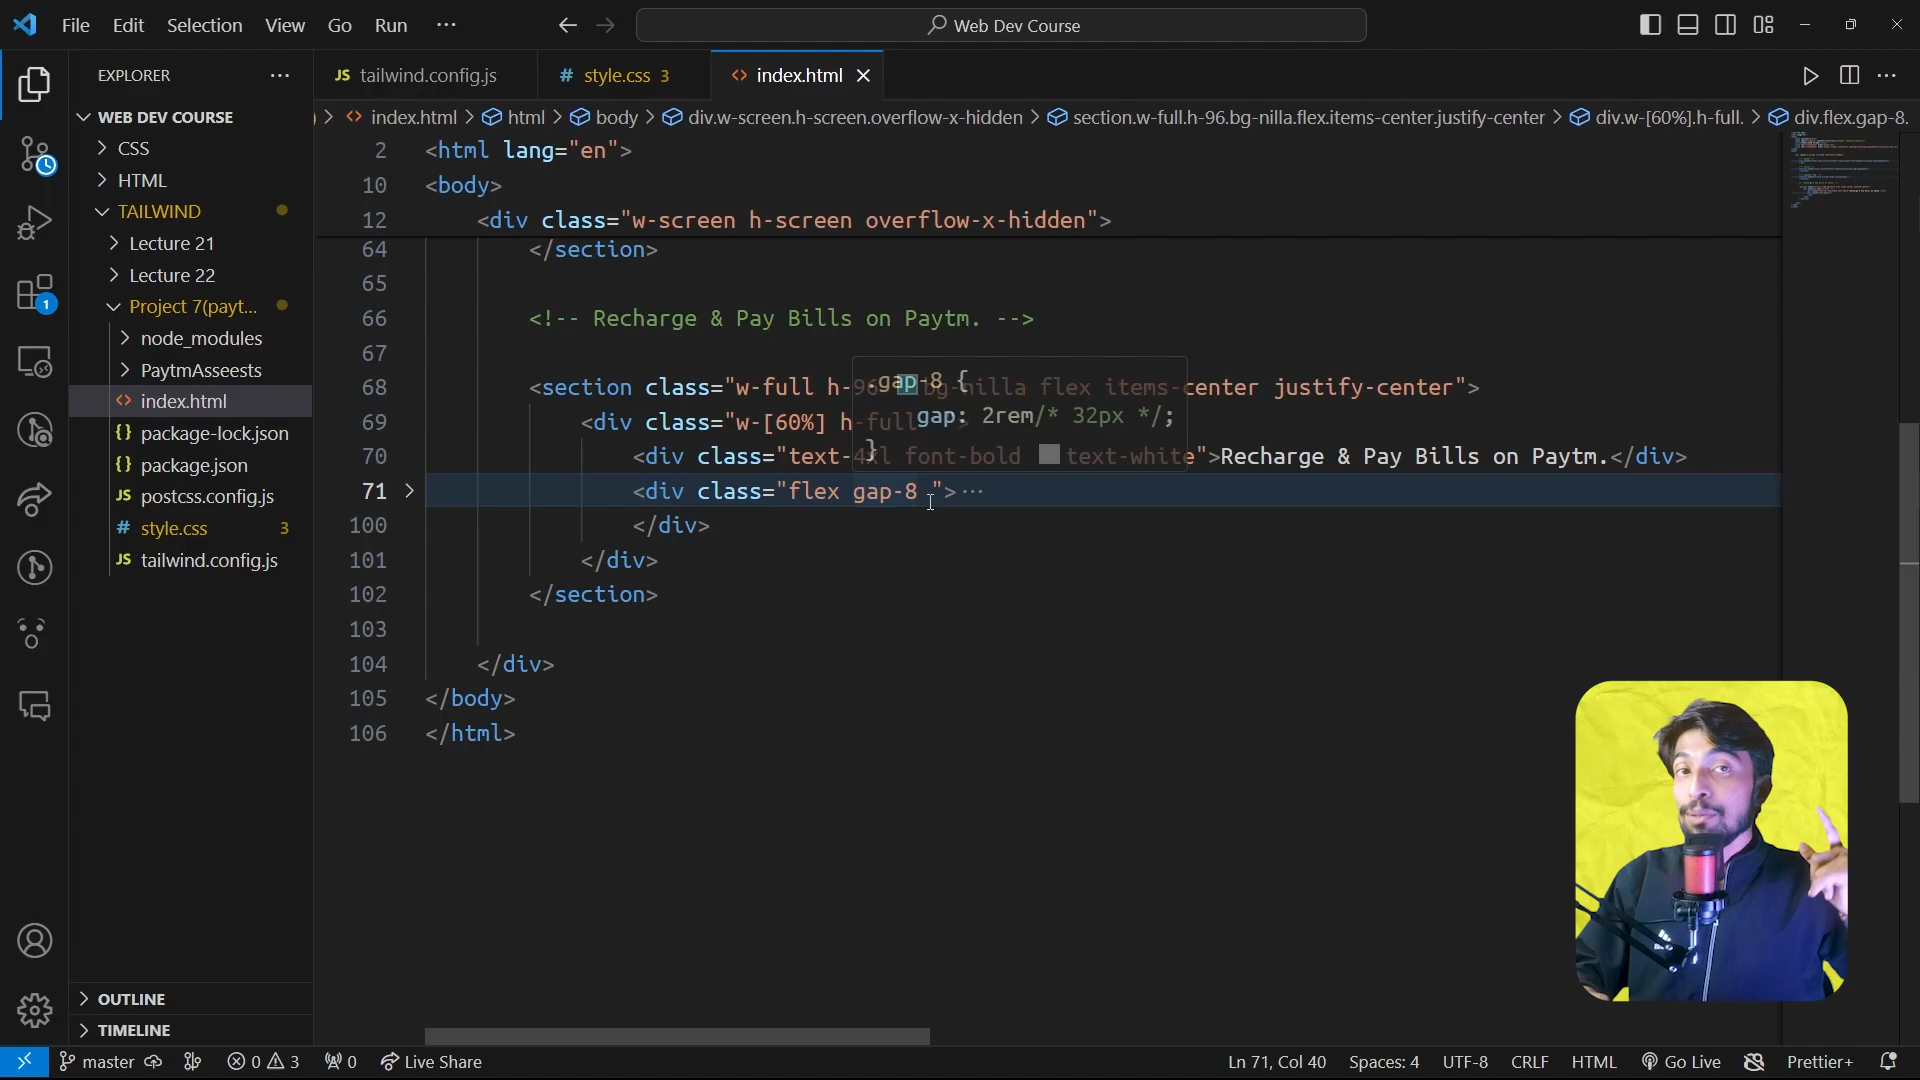 File Edit Selection View Go Run ···
Web Dev Course
EXPLORER
WEB DEV COURSE
CSS
HTML
TAILWIND
Lecture 21
Lecture 22
Project 7(payt...
node_modules
PaytmAsseests
index.html
package-lock.json
package.json
postcss.config.js
style.css 3
tailwind.config.js
OUTLINE
TIMELINE
JS tailwind.config.js
# style.css 3
<> index.html
index.html > html > body > div.w-screen.h-screen.overflow-x-hidden > section.w-full.h-96.bg-nilla.flex.items-center.justify-center > div.w-[60%].h-full. > div.flex.gap-8.
2 <html lang="en">
10 <body>
12 <div class="w-screen h-screen overflow-x-hidden">
64 </section>
65
66 <!-- Recharge & Pay Bills on Paytm. -->
67
68 <section class="w-full h-96 bg-nilla flex items-center justify-center">
69 <div class="w-[60%] h-full
70 <div class="text-4xl font-bold text-white">Recharge & Pay Bills on Paytm.</div>
71 <div class="flex gap-8 ">···
100 </div>
101 </div>
102 </section>
103
104 </div>
105 </body>
106 </html>
.gap-8 {
gap: 2rem/* 32px */;
}
1
master 0 3 0 Live Share
Ln 71, Col 40 Spaces: 4 UTF-8 CRLF HTML Go Live Prettier+